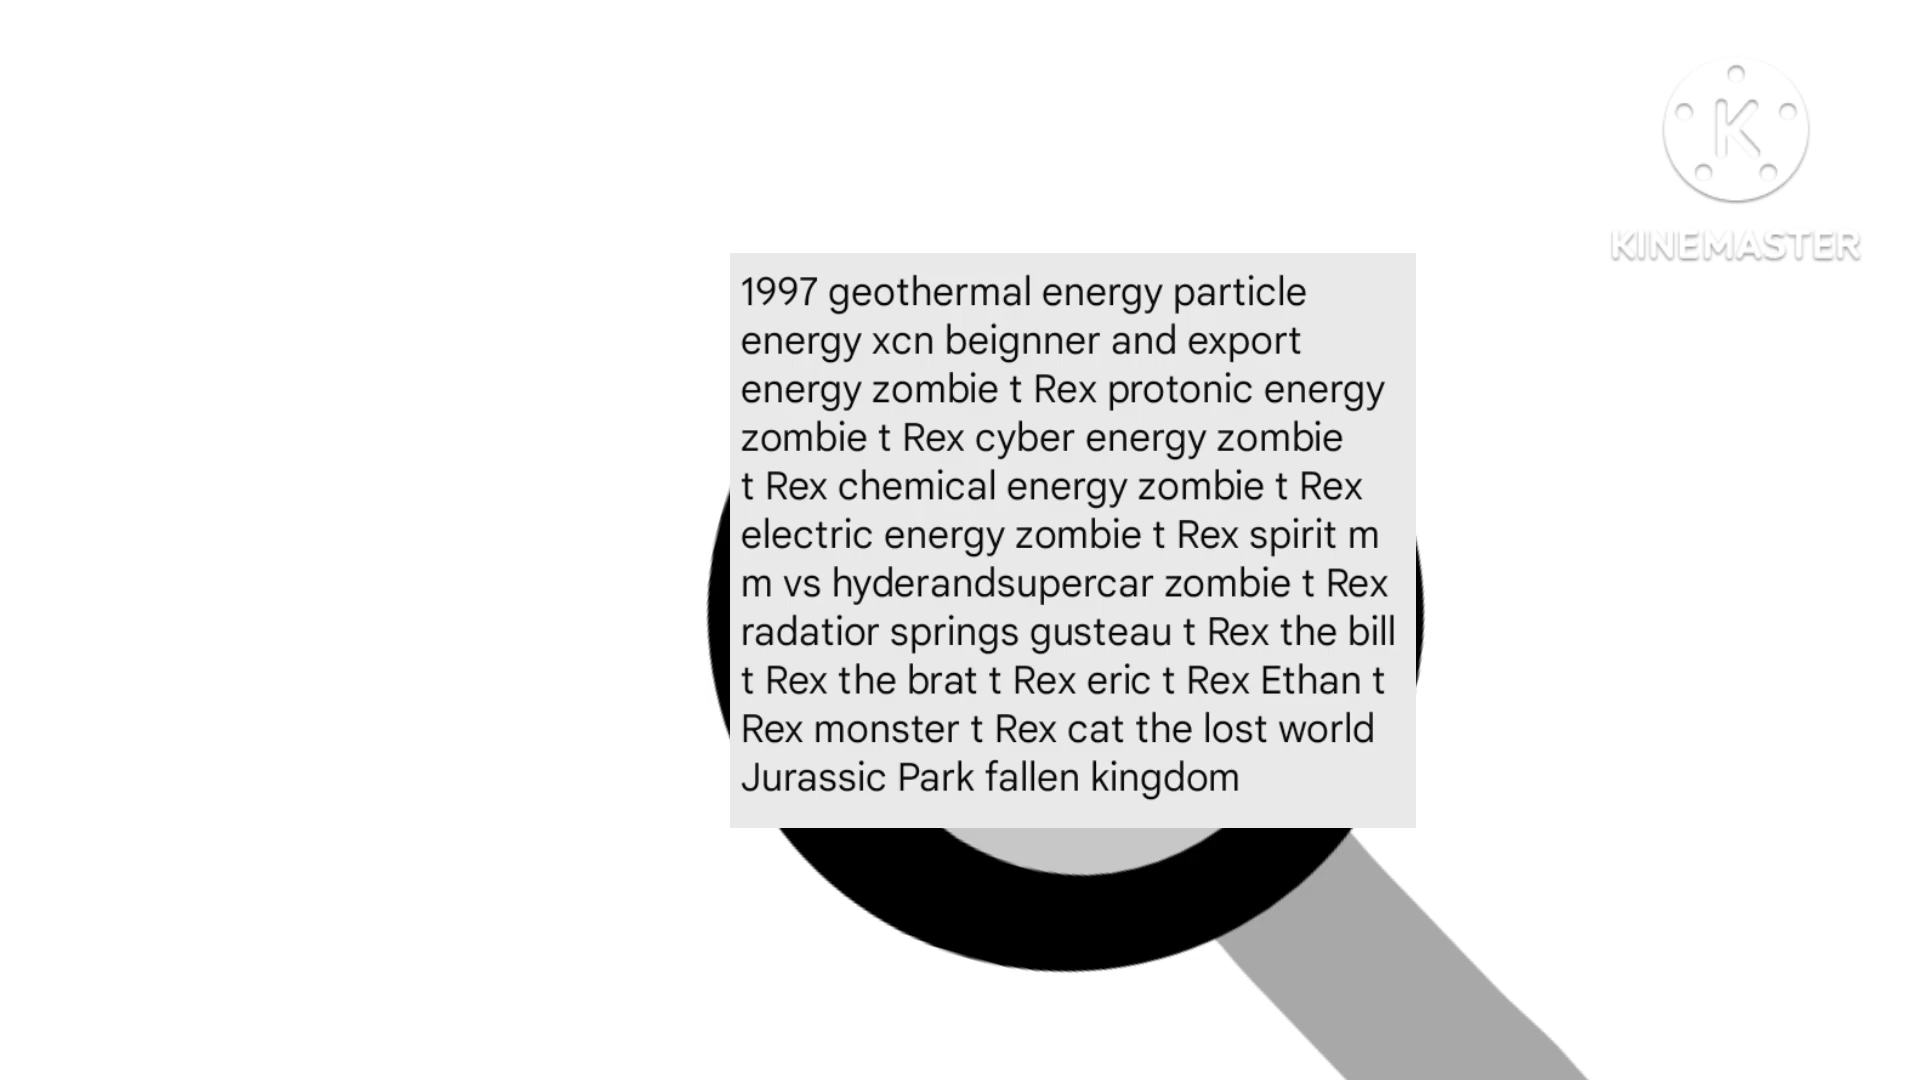 KINEMASTER
1997 geothermal energy particle
energy xcn beignner and export
energy zombie t Rex protonic energy
zombie t Rex cyber energy zombie
t Rex chemical energy zombie t Rex
electric energy zombie t Rex spirit m
m vs hyderandsupercar zombie t Rex
radatior springs gusteau t Rex the bill
t Rex the brat t Rex eric t Rex Ethan t
Rex monster t Rex cat the lost world
Jurassic Park fallen kingdom